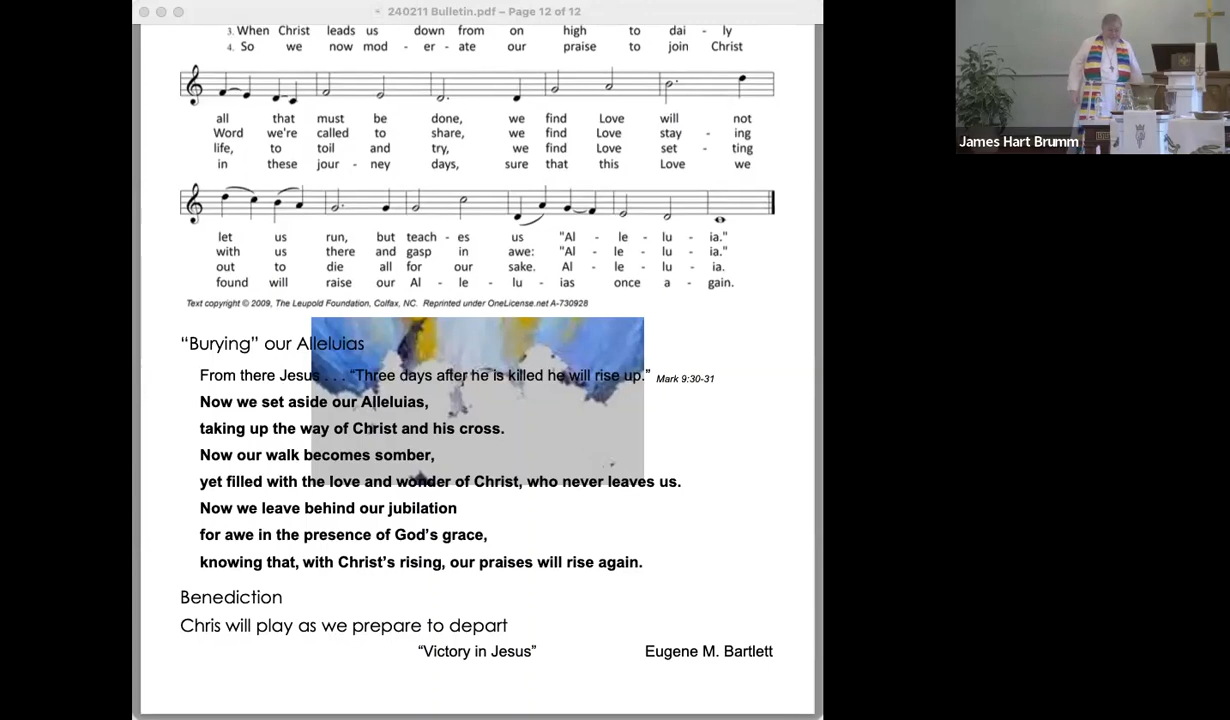 240211 Bulletin.pdf – Page 12 of 12
3. When Christ leads us down from on high to dai - ly
4. So we now mod - er - ate our praise to join Christ
all that must be done, we find Love will not
Word we're called to share, we find Love stay - ing
life, to toil and try, we find Love set - ting
in these jour - ney days, sure that this Love we
let us run, but teach - es us "Al - le - lu - ia."
with us there and gasp in awe: "Al - le - lu - ia."
out to die all for our sake. Al - le - lu - ia.
found will raise our Al - le - lu - ias once a - gain.
Text copyright © 2009, The Leupold Foundation, Colfax, NC. Reprinted under OneLicense.net A-730928
“Burying” our Alleluias
From there Jesus . . . “Three days after he is killed he will rise up.” Mark 9:30-31
Now we set aside our Alleluias,
taking up the way of Christ and his cross.
Now our walk becomes somber,
yet filled with the love and wonder of Christ, who never leaves us.
Now we leave behind our jubilation
for awe in the presence of God’s grace,
knowing that, with Christ’s rising, our praises will rise again.
Benediction
Chris will play as we prepare to depart
“Victory in Jesus” Eugene M. Bartlett
James Hart Brumm